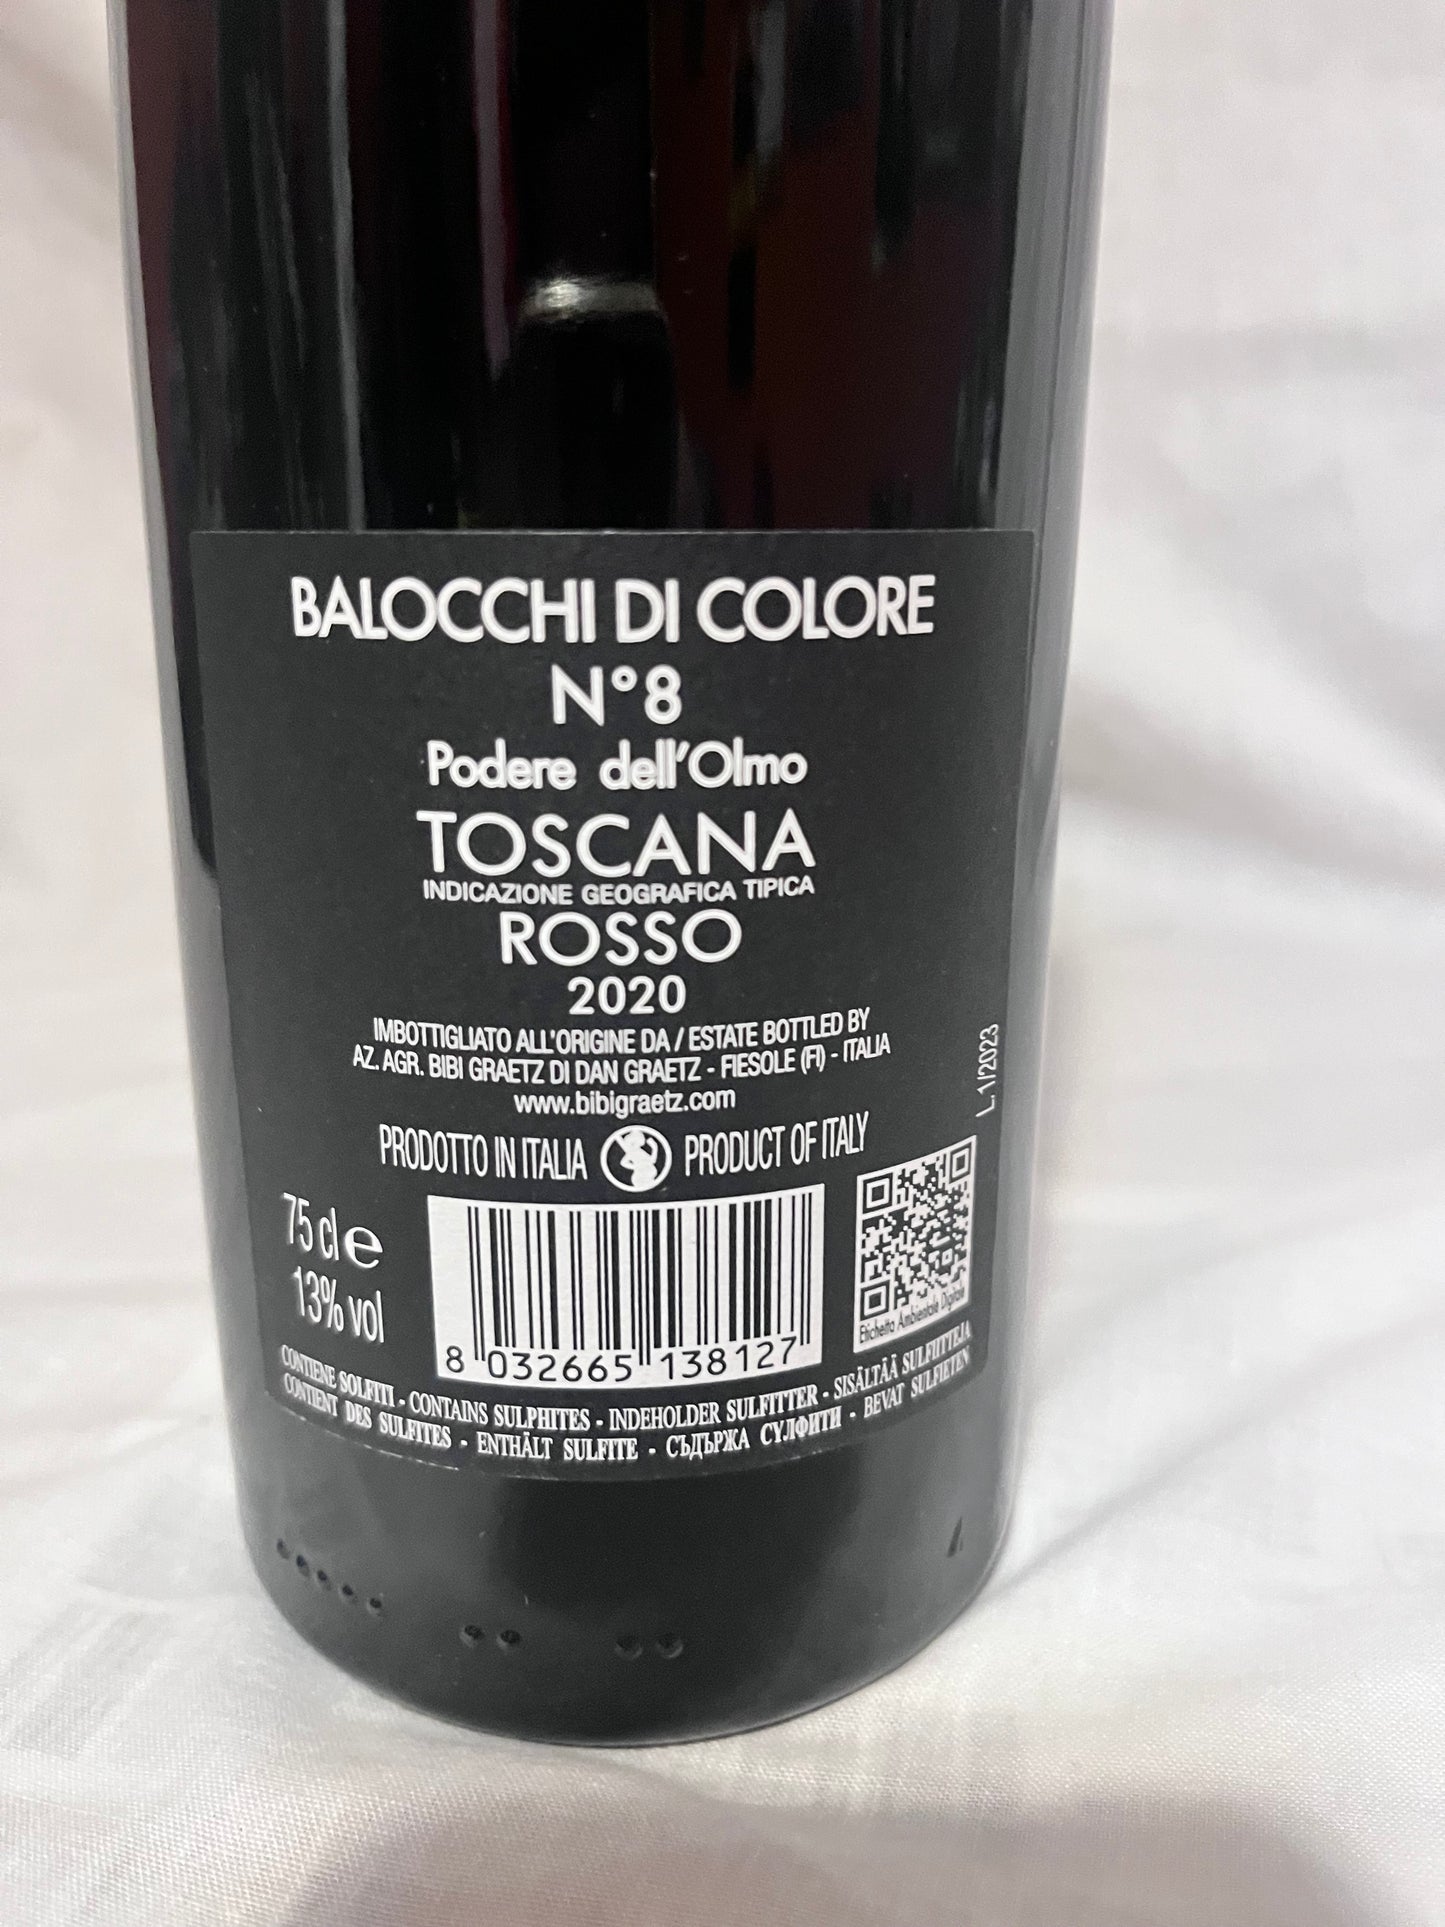 BALOCCHI DI COLORE
N°8
Podere dell'Olmo
TOSCANA
INDICAZIONE GEOGRAFICA TIPICA
ROSSO
2020
IMBOTTIGLIATO ALL'ORIGINE DA / ESTATE BOTTLED BY
AZ. AGR. BIBI GRAETZ DI DAN GRAETZ - FIESOLE (FI) - ITALIA
www.bibigraetz.com
L.1/2023
PRODOTTO IN ITALIA PRODUCT OF ITALY
75 cl e
13% vol
8 032665 138127
Etichetta Ambientale Digitale
CONTIENE SOLFITI - CONTAINS SULPHITES - INDEHOLDER SULFITTER - SISÄLTÄÄ SULFIITTEJA
CONTIENT DES SULFITES - ENTHÄLT SULFITE - СЪДЪРЖА СУЛФИТИ - BEVAT SULFIETEN